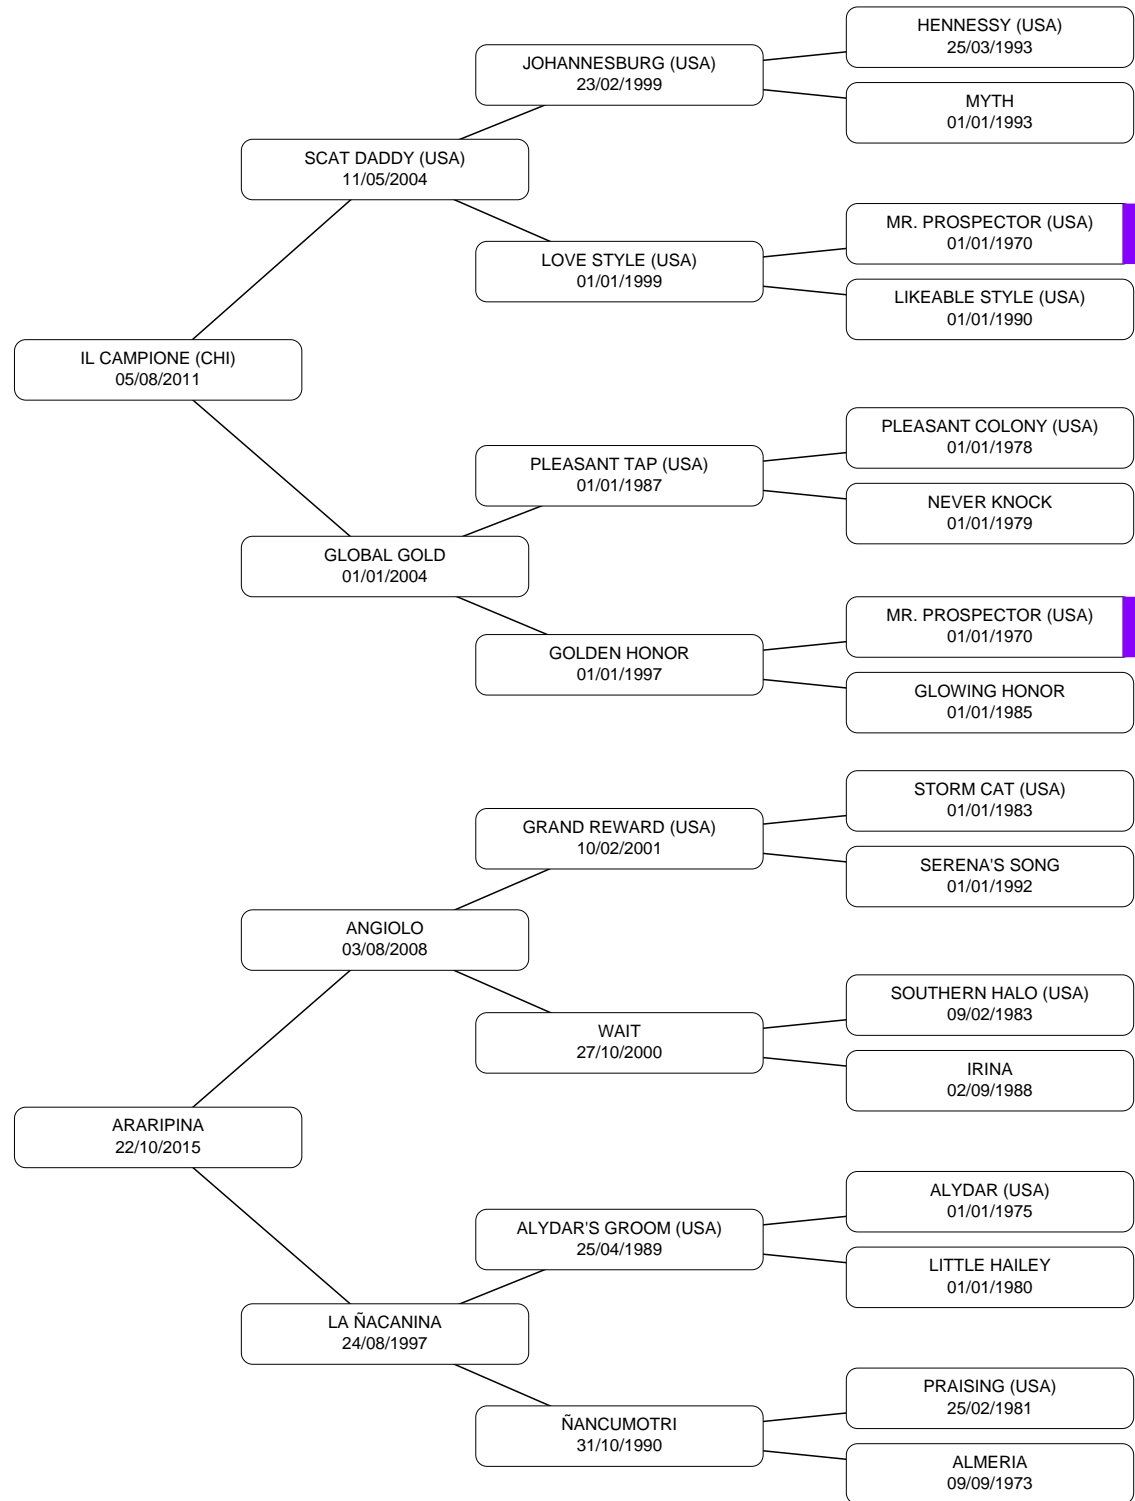 HENNESSY (USA)
25/03/1993
JOHANNESBURG (USA)
23/02/1999
MYTH
01/01/1993
SCAT DADDY (USA)
11/05/2004
MR. PROSPECTOR (USA)
01/01/1970
LOVE STYLE (USA)
01/01/1999
LIKEABLE STYLE (USA)
01/01/1990
IL CAMPIONE (CHI)
05/08/2011
PLEASANT COLONY (USA)
01/01/1978
PLEASANT TAP (USA)
01/01/1987
NEVER KNOCK
01/01/1979
GLOBAL GOLD
01/01/2004
MR. PROSPECTOR (USA)
01/01/1970
GOLDEN HONOR
01/01/1997
GLOWING HONOR
01/01/1985
STORM CAT (USA)
01/01/1983
GRAND REWARD (USA)
10/02/2001
SERENA'S SONG
01/01/1992
ANGIOLO
03/08/2008
SOUTHERN HALO (USA)
09/02/1983
WAIT
27/10/2000
IRINA
02/09/1988
ARARIPINA
22/10/2015
ALYDAR (USA)
01/01/1975
ALYDAR'S GROOM (USA)
25/04/1989
LITTLE HAILEY
01/01/1980
LA ÑACANINA
24/08/1997
PRAISING (USA)
25/02/1981
ÑANCUMOTRI
31/10/1990
ALMERIA
09/09/1973